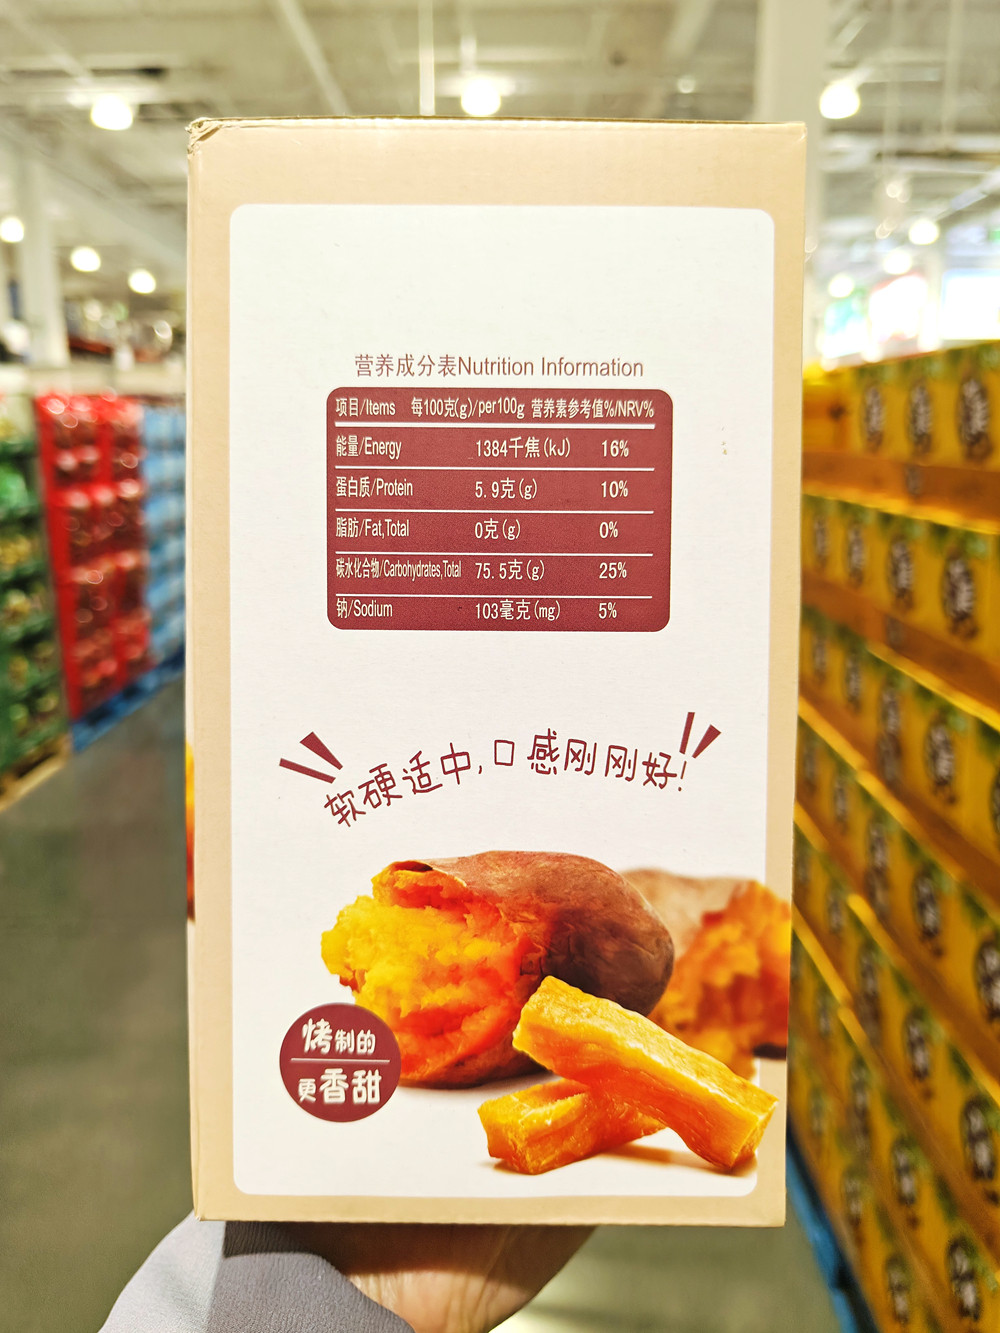 营养成分表Nutrition Information
项目/Items 每100克(g)/per100g 营养素参考值%/NRV%
能量/Energy 1384千焦(kJ) 16%
蛋白质/Protein 5.9克(g) 10%
脂肪/Fat,Total 0克(g) 0%
碳水化合物/Carbohydrates,Total 75.5克(g) 25%
钠/Sodium 103毫克(mg) 5%
软硬适中,口感刚刚好!
烤制的
更香甜